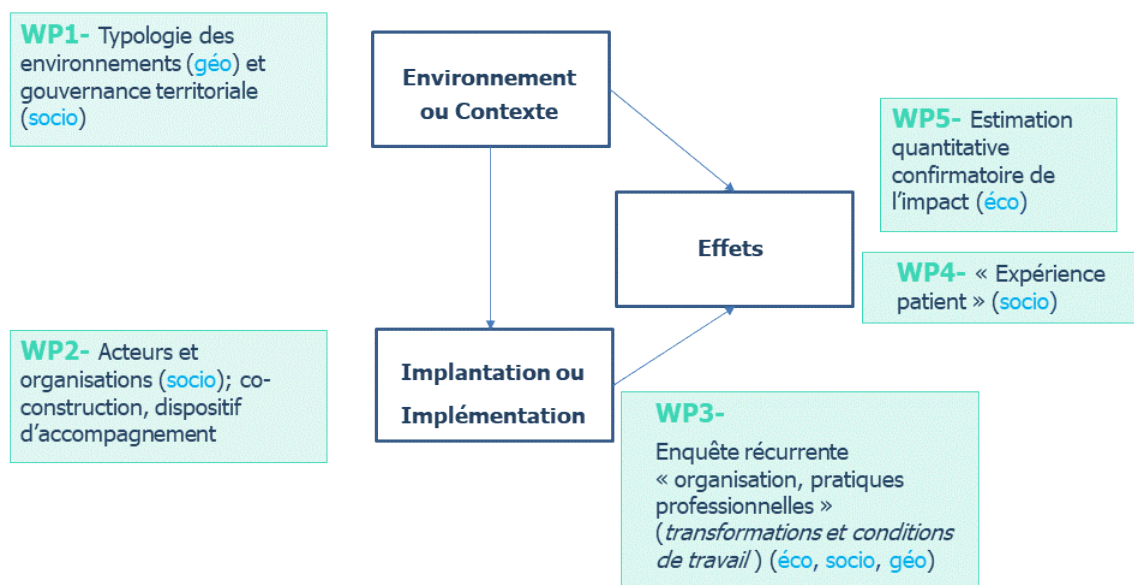 WP1- Typologie des
environnements (géo) et
gouvernance territoriale
(socio)
Environnement
ou Contexte
WP5- Estimation
quantitative
confirmatoire de
l'impact (éco)
Effets
WP4- « Expérience
patient » (socio)
WP2- Acteurs et
organisations (socio); co-
construction, dispositif
d'accompagnement
Implantation ou
Implémentation
WP3-
Enquête récurrente
« organisation, pratiques
professionnelles »
(transformations et conditions
de travail ) (éco, socio, géo)